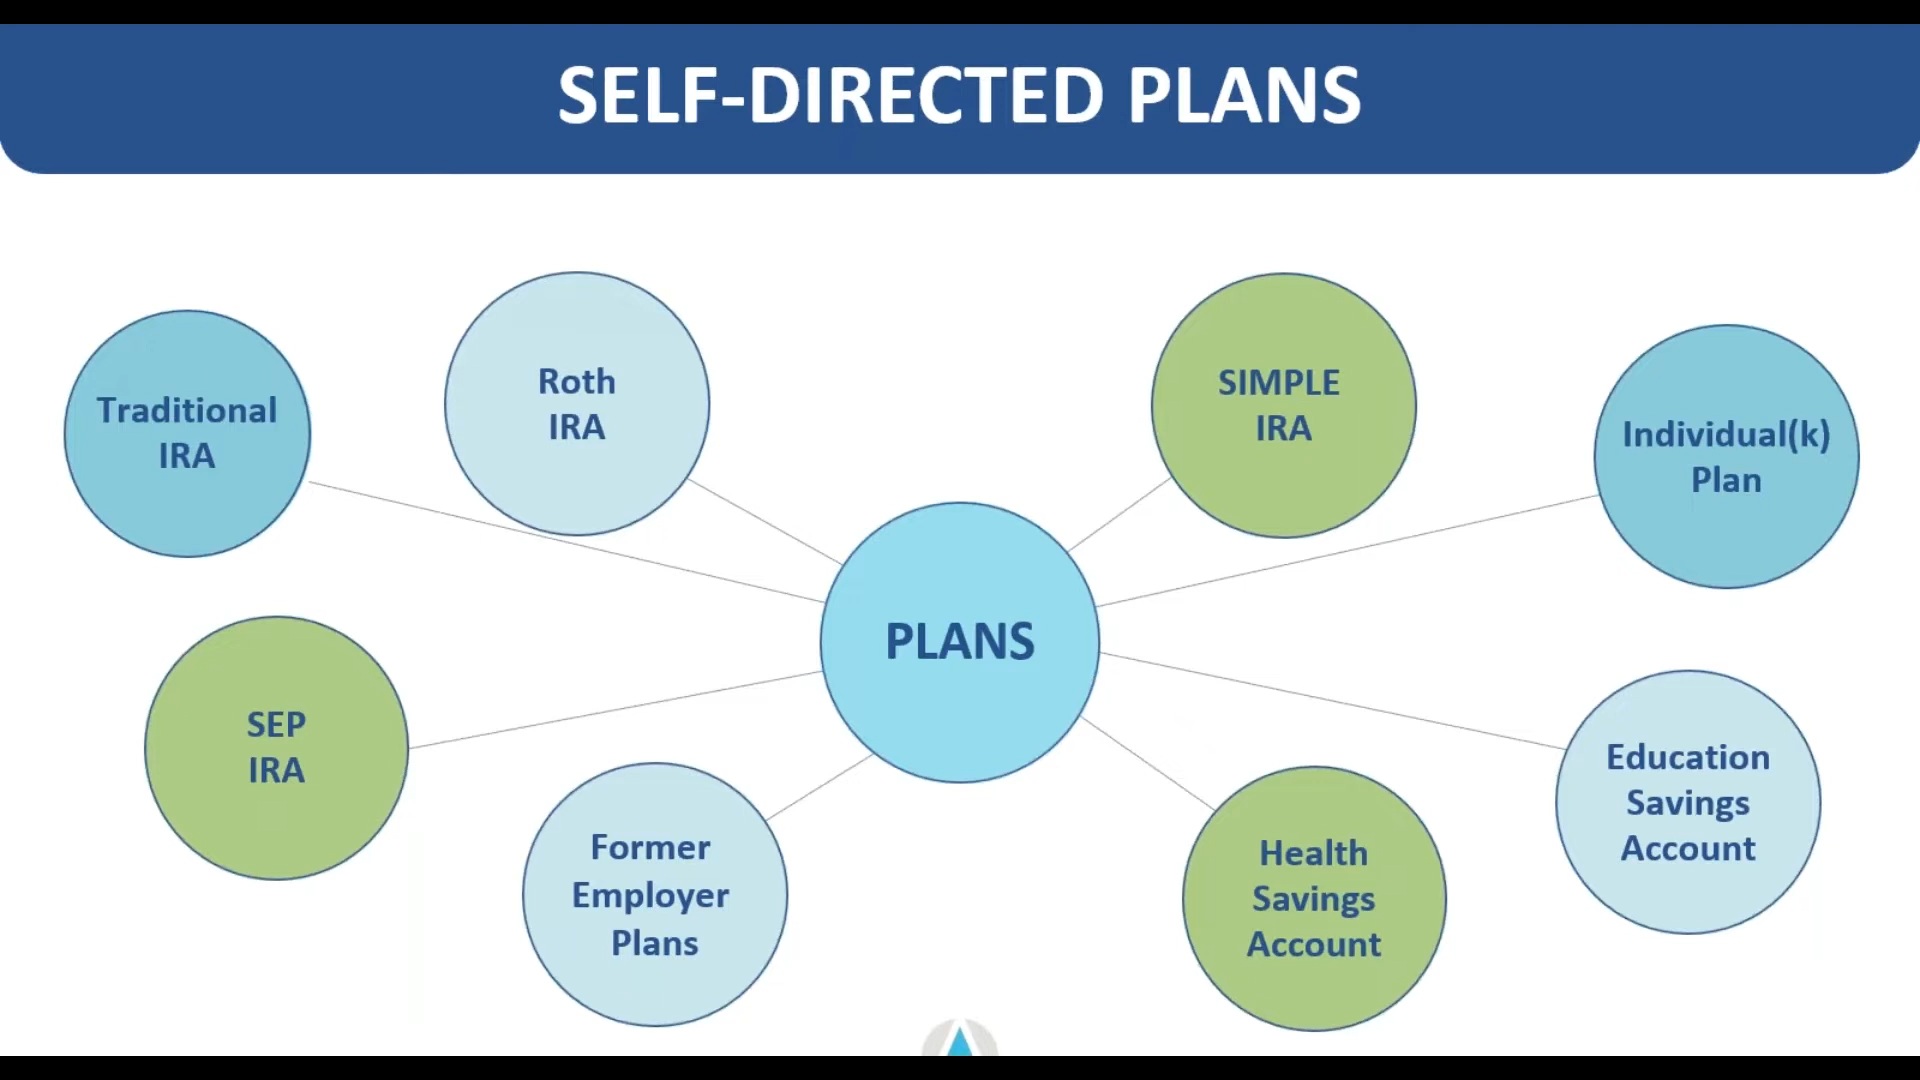 SELF-DIRECTED PLANS
Traditional
IRA
Roth
IRA
SIMPLE
IRA
Individual(k)
Plan
PLANS
SEP
IRA
Former
Employer
Plans
Health
Savings
Account
Education
Savings
Account